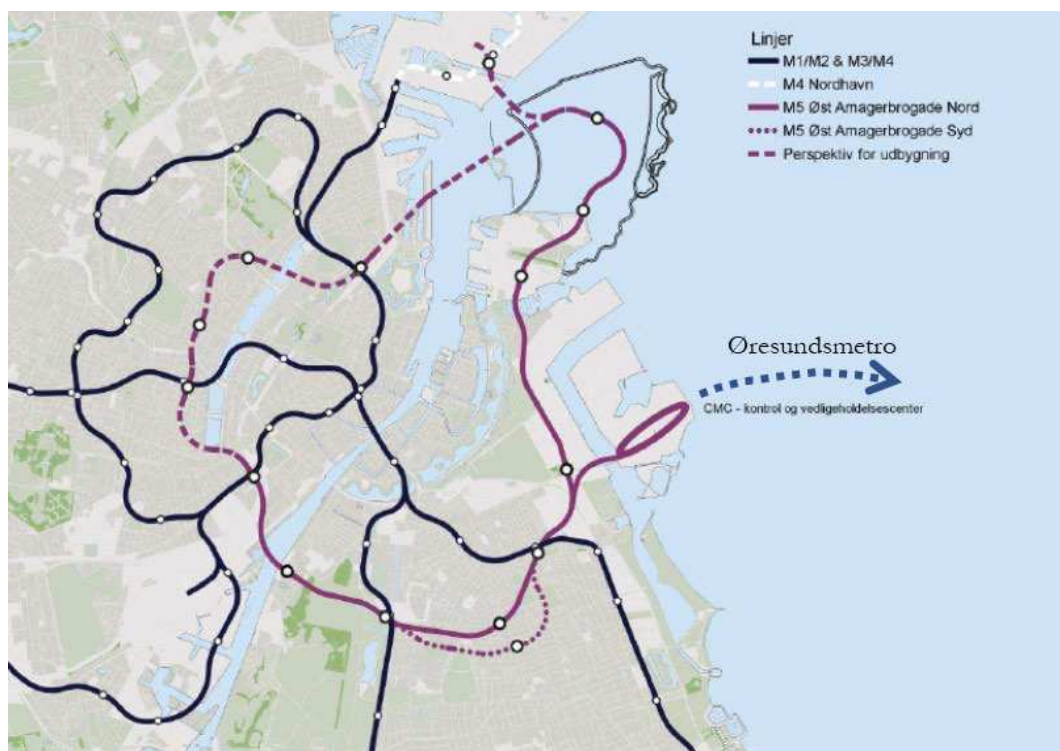 Linjer
M1/M2 & M3/M4
M4 Nordhavn
M5 Øst Amagerbrogade Nord
M5 Øst Amagerbrogade Syd
Perspektiv for udbygning
Øresundsmetro
CMC - kontrol og vedligeholdelsescenter